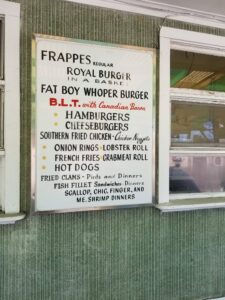 FRAPPES REGULAR
ROYAL BURGER
IN A BASKE
FAT BOY WHOPER BURGER
B.L.T. with Canadian Bacon
• HAMBURGERS
CHEESEBURGERS
SOUTHERN FRIED CHICKEN - Chicken Nuggets
• ONION RINGS • LOBSTER ROLL
• FRENCH FRIES • CRABMEAT ROLL
• HOT DOGS
FRIED CLAMS - Pints and Dinners
FISH FILLET Sandwiches - Dinners
SCALLOP, CHIC. FINGER, AND
ME. SHRIMP DINNERS